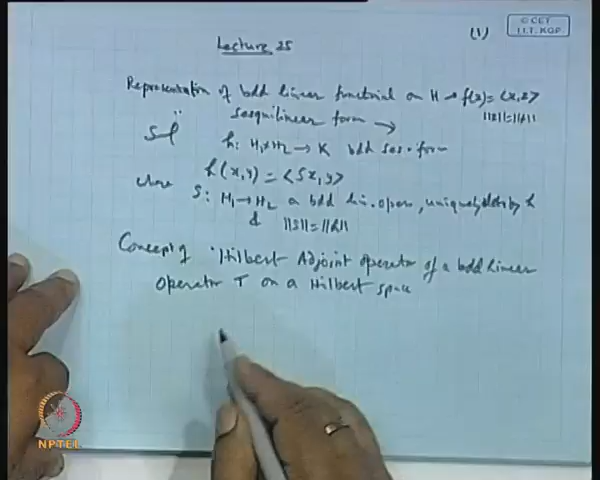 Lecture 25
(1)
© CET
I.I.T. KGP
Representation of bdd linear functional on H → f(x) = <x,z>
||z|| = ||f||
" Sesquilinear form →
h: H₁×H₂ → K bdd ses. form
h(x,y) = <Sx,y>
where
S: H₁ → H₂ a bdd lin. oper, uniquely det by h
& ||S|| = ||h||
Concept of 'Hilbert Adjoint operator of a bdd linear
operator T on a Hilbert space
NPTEL